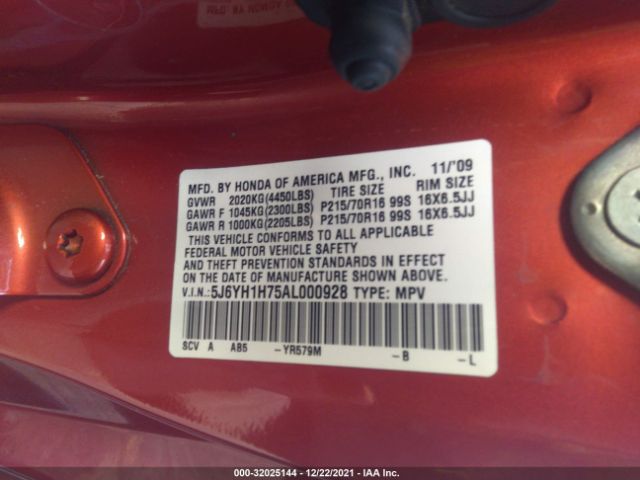 MFD. BY HONDA OF AMERICA MFG., INC. 11/'09
GVWR 2020KG(4450LBS) TIRE SIZE RIM SIZE
GAWR F 1045KG(2300LBS) P215/70R16 99S 16X6.5JJ
GAWR R 1000KG(2205LBS) P215/70R16 99S 16X6.5JJ
THIS VEHICLE CONFORMS TO ALL APPLICABLE
FEDERAL MOTOR VEHICLE SAFETY
AND THEFT PREVENTION STANDARDS IN EFFECT
ON THE DATE OF MANUFACTURE SHOWN ABOVE.
V.I.N.: 5J6YH1H75AL000928 TYPE: MPV
SCV A AB5 -YR579M -B -L
000-32025144 - 12/22/2021 - IAA Inc.